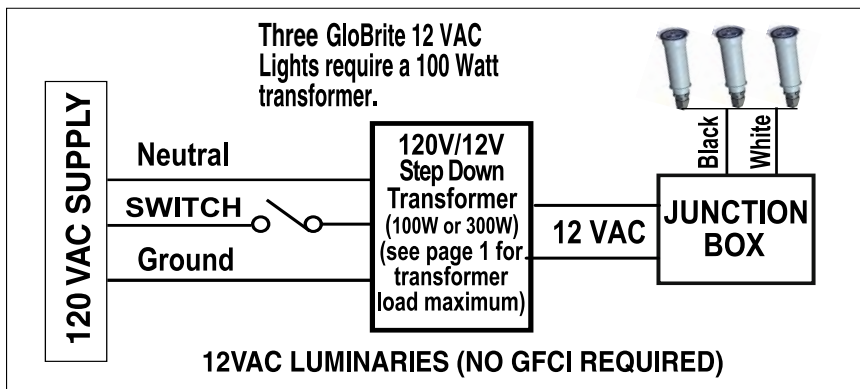 Three GloBrite 12 VAC
Lights require a 100 Watt
transformer.
120 VAC SUPPLY
Neutral
SWITCH
Ground
120V/12V
Step Down
Transformer
(100W or 300W)
(see page 1 for
transformer
load maximum)
12 VAC
Black
White
JUNCTION
BOX
12VAC LUMINARIES (NO GFCI REQUIRED)